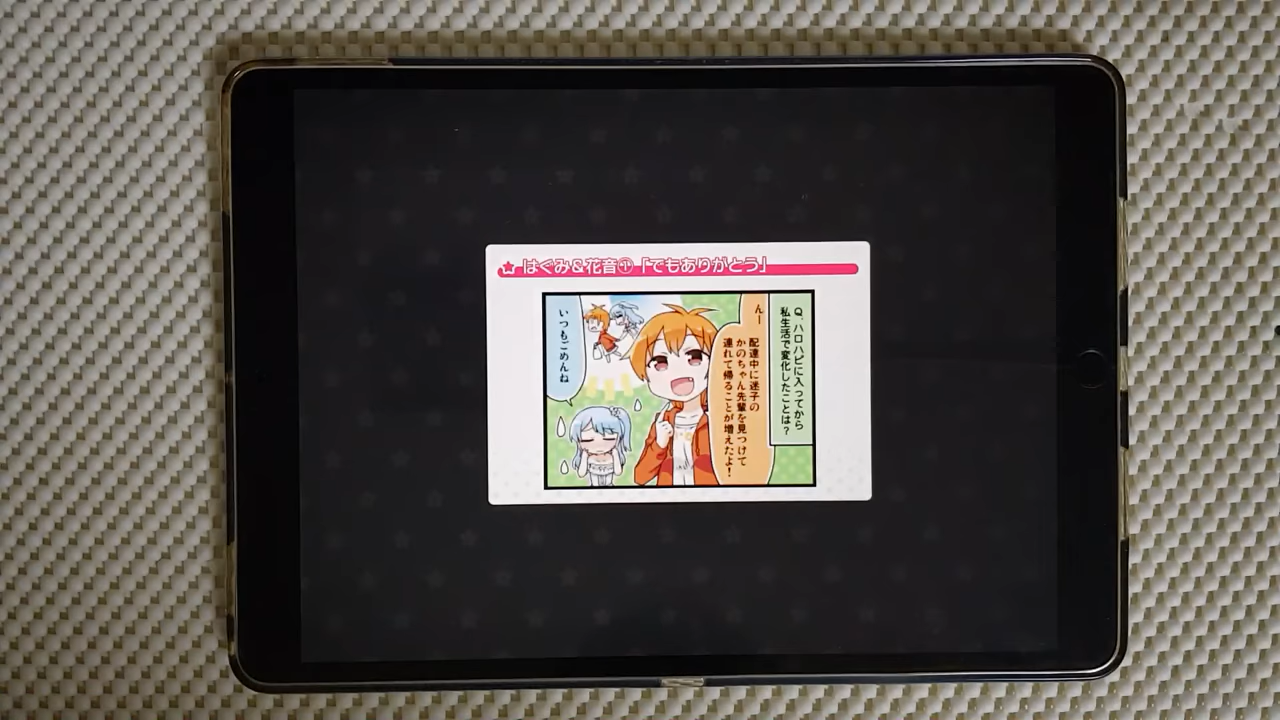 はぐみ&花音①「でもありがとう」
Q.ハロハピに入ってから
私生活で変化したことは?
んー
配達中に迷子の
かのちゃん先輩を見つけて
連れて帰ることが増えたよ!
いつもごめんね